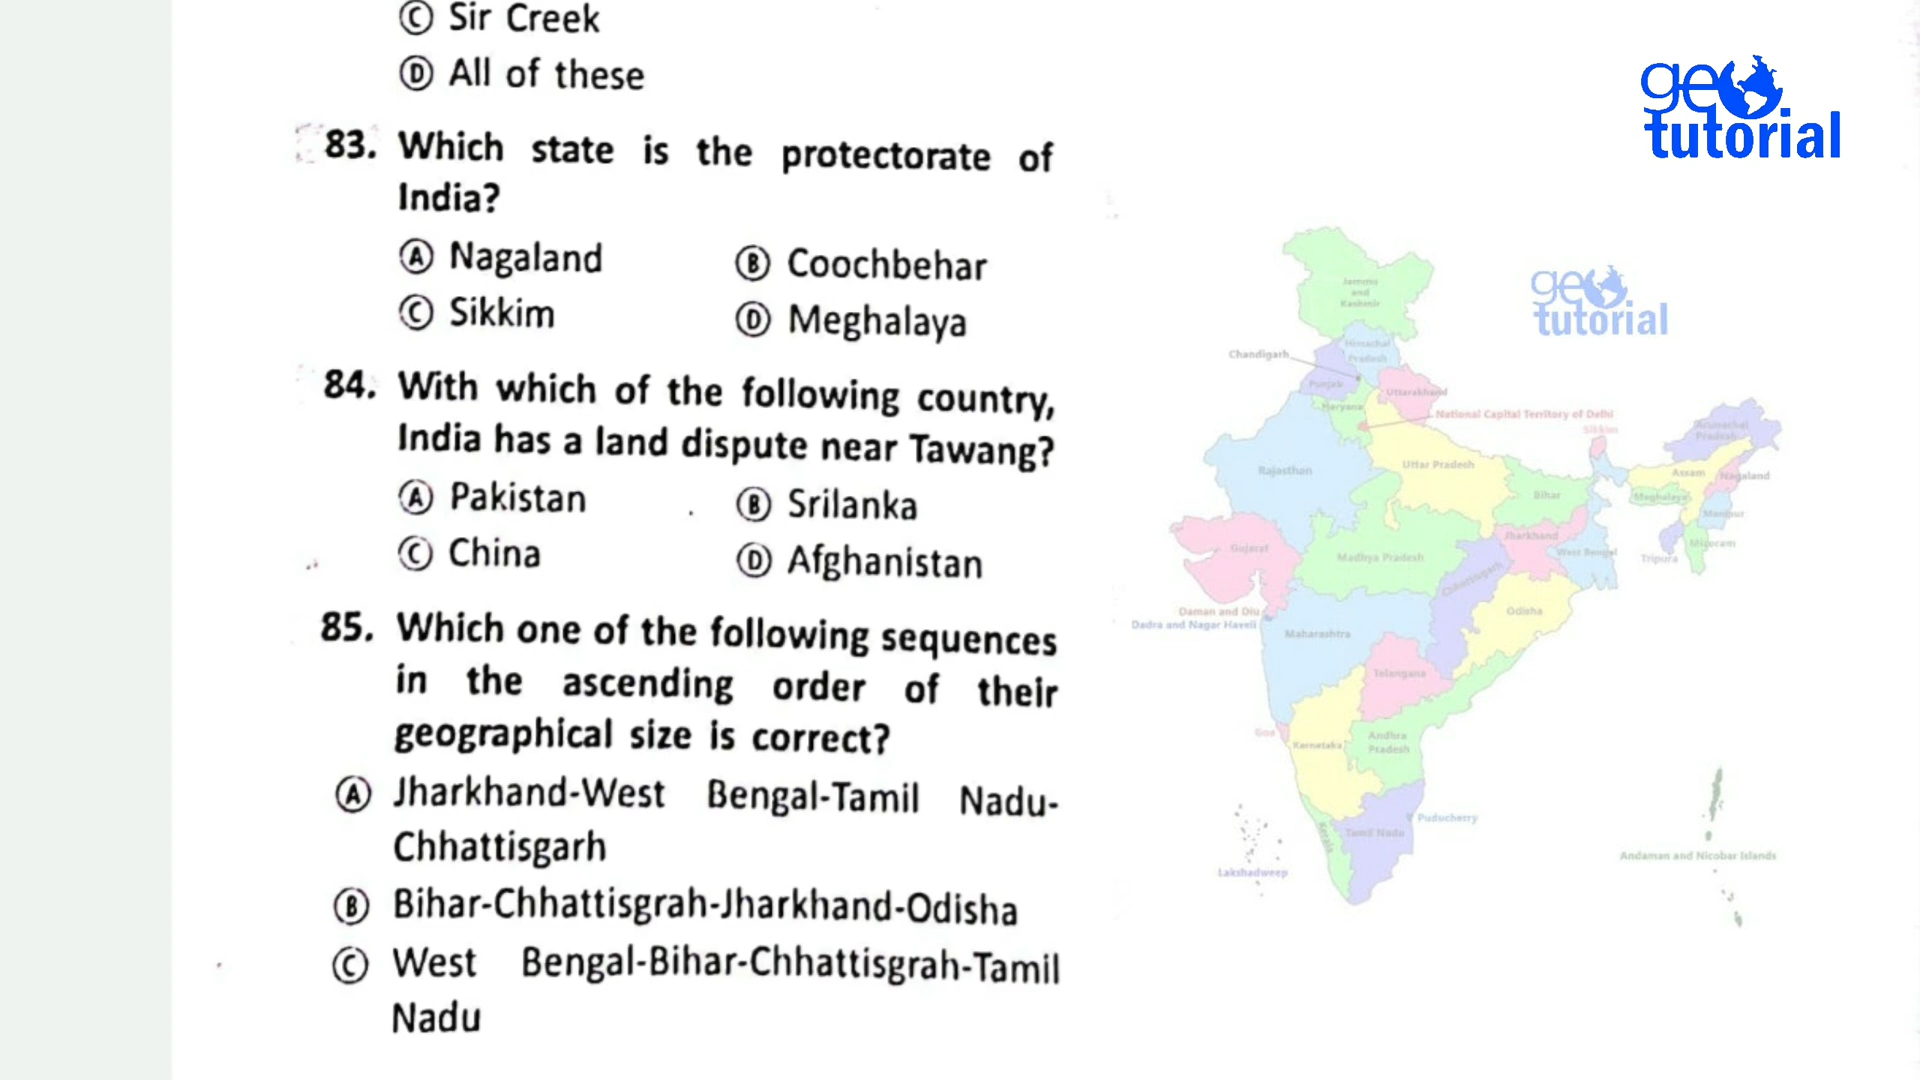 Ⓒ Sir Creek
Ⓓ All of these
83. Which state is the protectorate of
India?
Ⓐ Nagaland Ⓑ Coochbehar
Ⓒ Sikkim Ⓓ Meghalaya
84. With which of the following country,
India has a land dispute near Tawang?
Ⓐ Pakistan Ⓑ Srilanka
Ⓒ China Ⓓ Afghanistan
85. Which one of the following sequences
in the ascending order of their
geographical size is correct?
Ⓐ Jharkhand-West Bengal-Tamil Nadu-
Chhattisgarh
Ⓑ Bihar-Chhattisgrah-Jharkhand-Odisha
Ⓒ West Bengal-Bihar-Chhattisgrah-Tamil
Nadu
geo
tutorial
geo
tutorial
Jammu
and
Kashmir
Himachal
Pradesh
Chandigarh
Punjab
Uttarakhand
Haryana
National Capital Territory of Delhi
Sikkim
Arunachal
Pradesh
Rajasthan
Uttar Pradesh
Assam
Nagaland
Bihar
Meghalaya
Manipur
Gujarat
Madhya Pradesh
Jharkhand
West Bengal
Tripura
Mizoram
Chhattisgarh
Daman and Diu
Dadra and Nagar Haveli
Maharashtra
Odisha
Telangana
Goa
Karnataka
Andhra
Pradesh
Puducherry
Kerala
Tamil Nadu
Lakshadweep
Andaman and Nicobar Islands